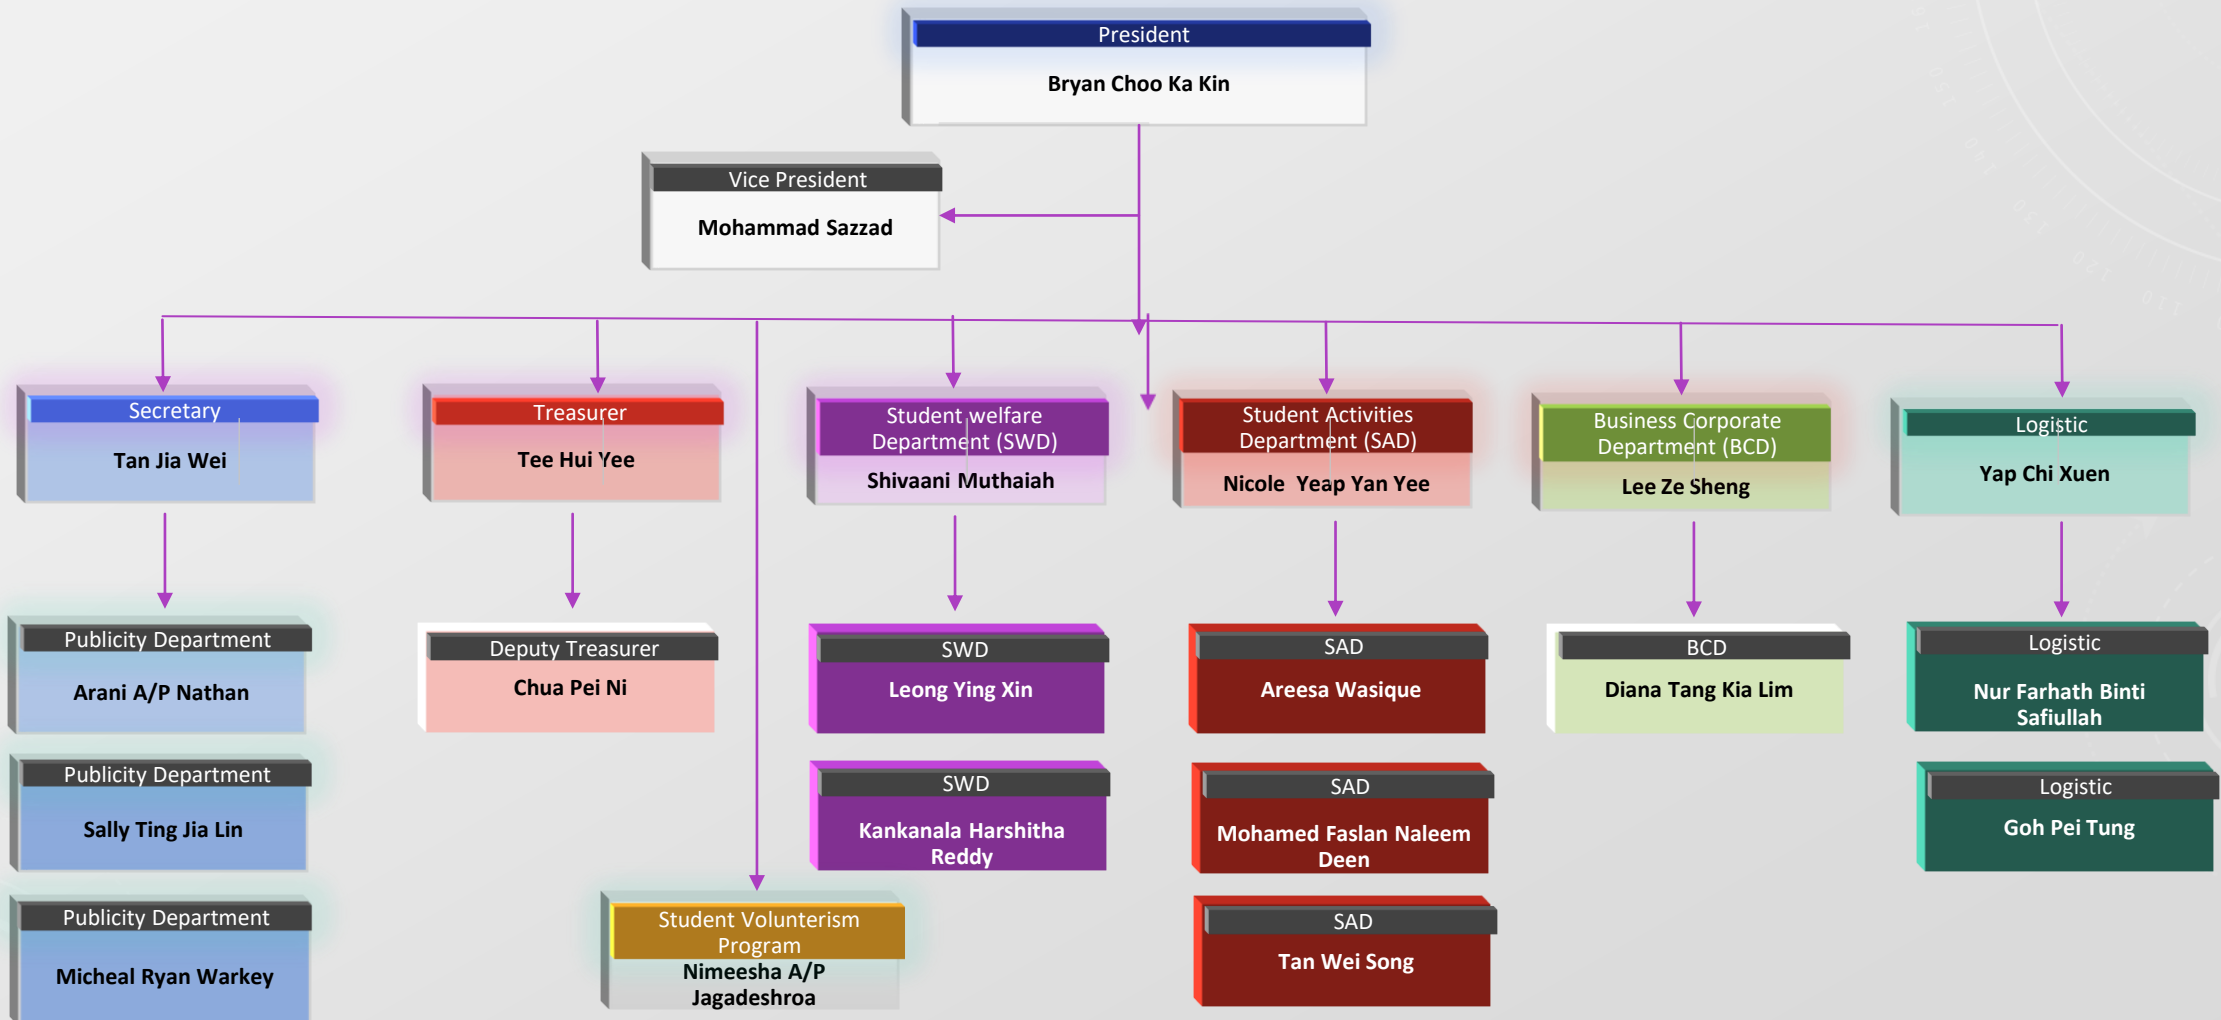 President
Bryan Choo Ka Kin
Vice President
Mohammad Sazzad
Secretary
Tan Jia Wei
Treasurer
Tee Hui Yee
Student welfare
Department (SWD)
Shivaani Muthaiah
Student Activities
Department (SAD)
Nicole  Yeap Yan Yee
Business Corporate
Department (BCD)
Lee Ze Sheng
Logistic
Yap Chi Xuen
Publicity Department
Arani A/P Nathan
Deputy Treasurer
Chua Pei Ni
SWD
Leong Ying Xin
SAD
Areesa Wasique
BCD
Diana Tang Kia Lim
Logistic
Nur Farhath Binti
Safiullah
Publicity Department
Sally Ting Jia Lin
SWD
Kankanala Harshitha
Reddy
SAD
Mohamed Faslan Naleem
Deen
Logistic
Goh Pei Tung
Publicity Department
Micheal Ryan Warkey
Student Volunterism
Program
Nimeesha A/P
Jagadeshroa
SAD
Tan Wei Song